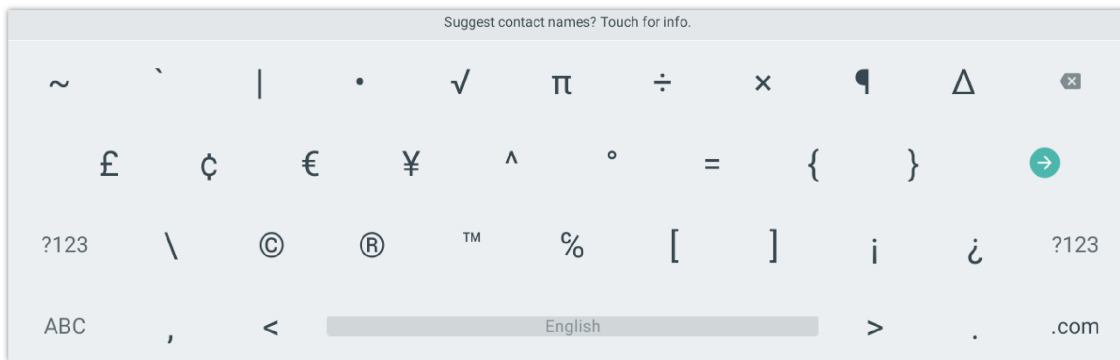 Suggest contact names? Touch for info.
~ ` | • √ π ÷ × ¶ Δ
£ ¢ € ¥ ^ ° = { }
?123 \ © ® ™ ℅ [ ] ¡ ¿ ?123
ABC , < English > . .com